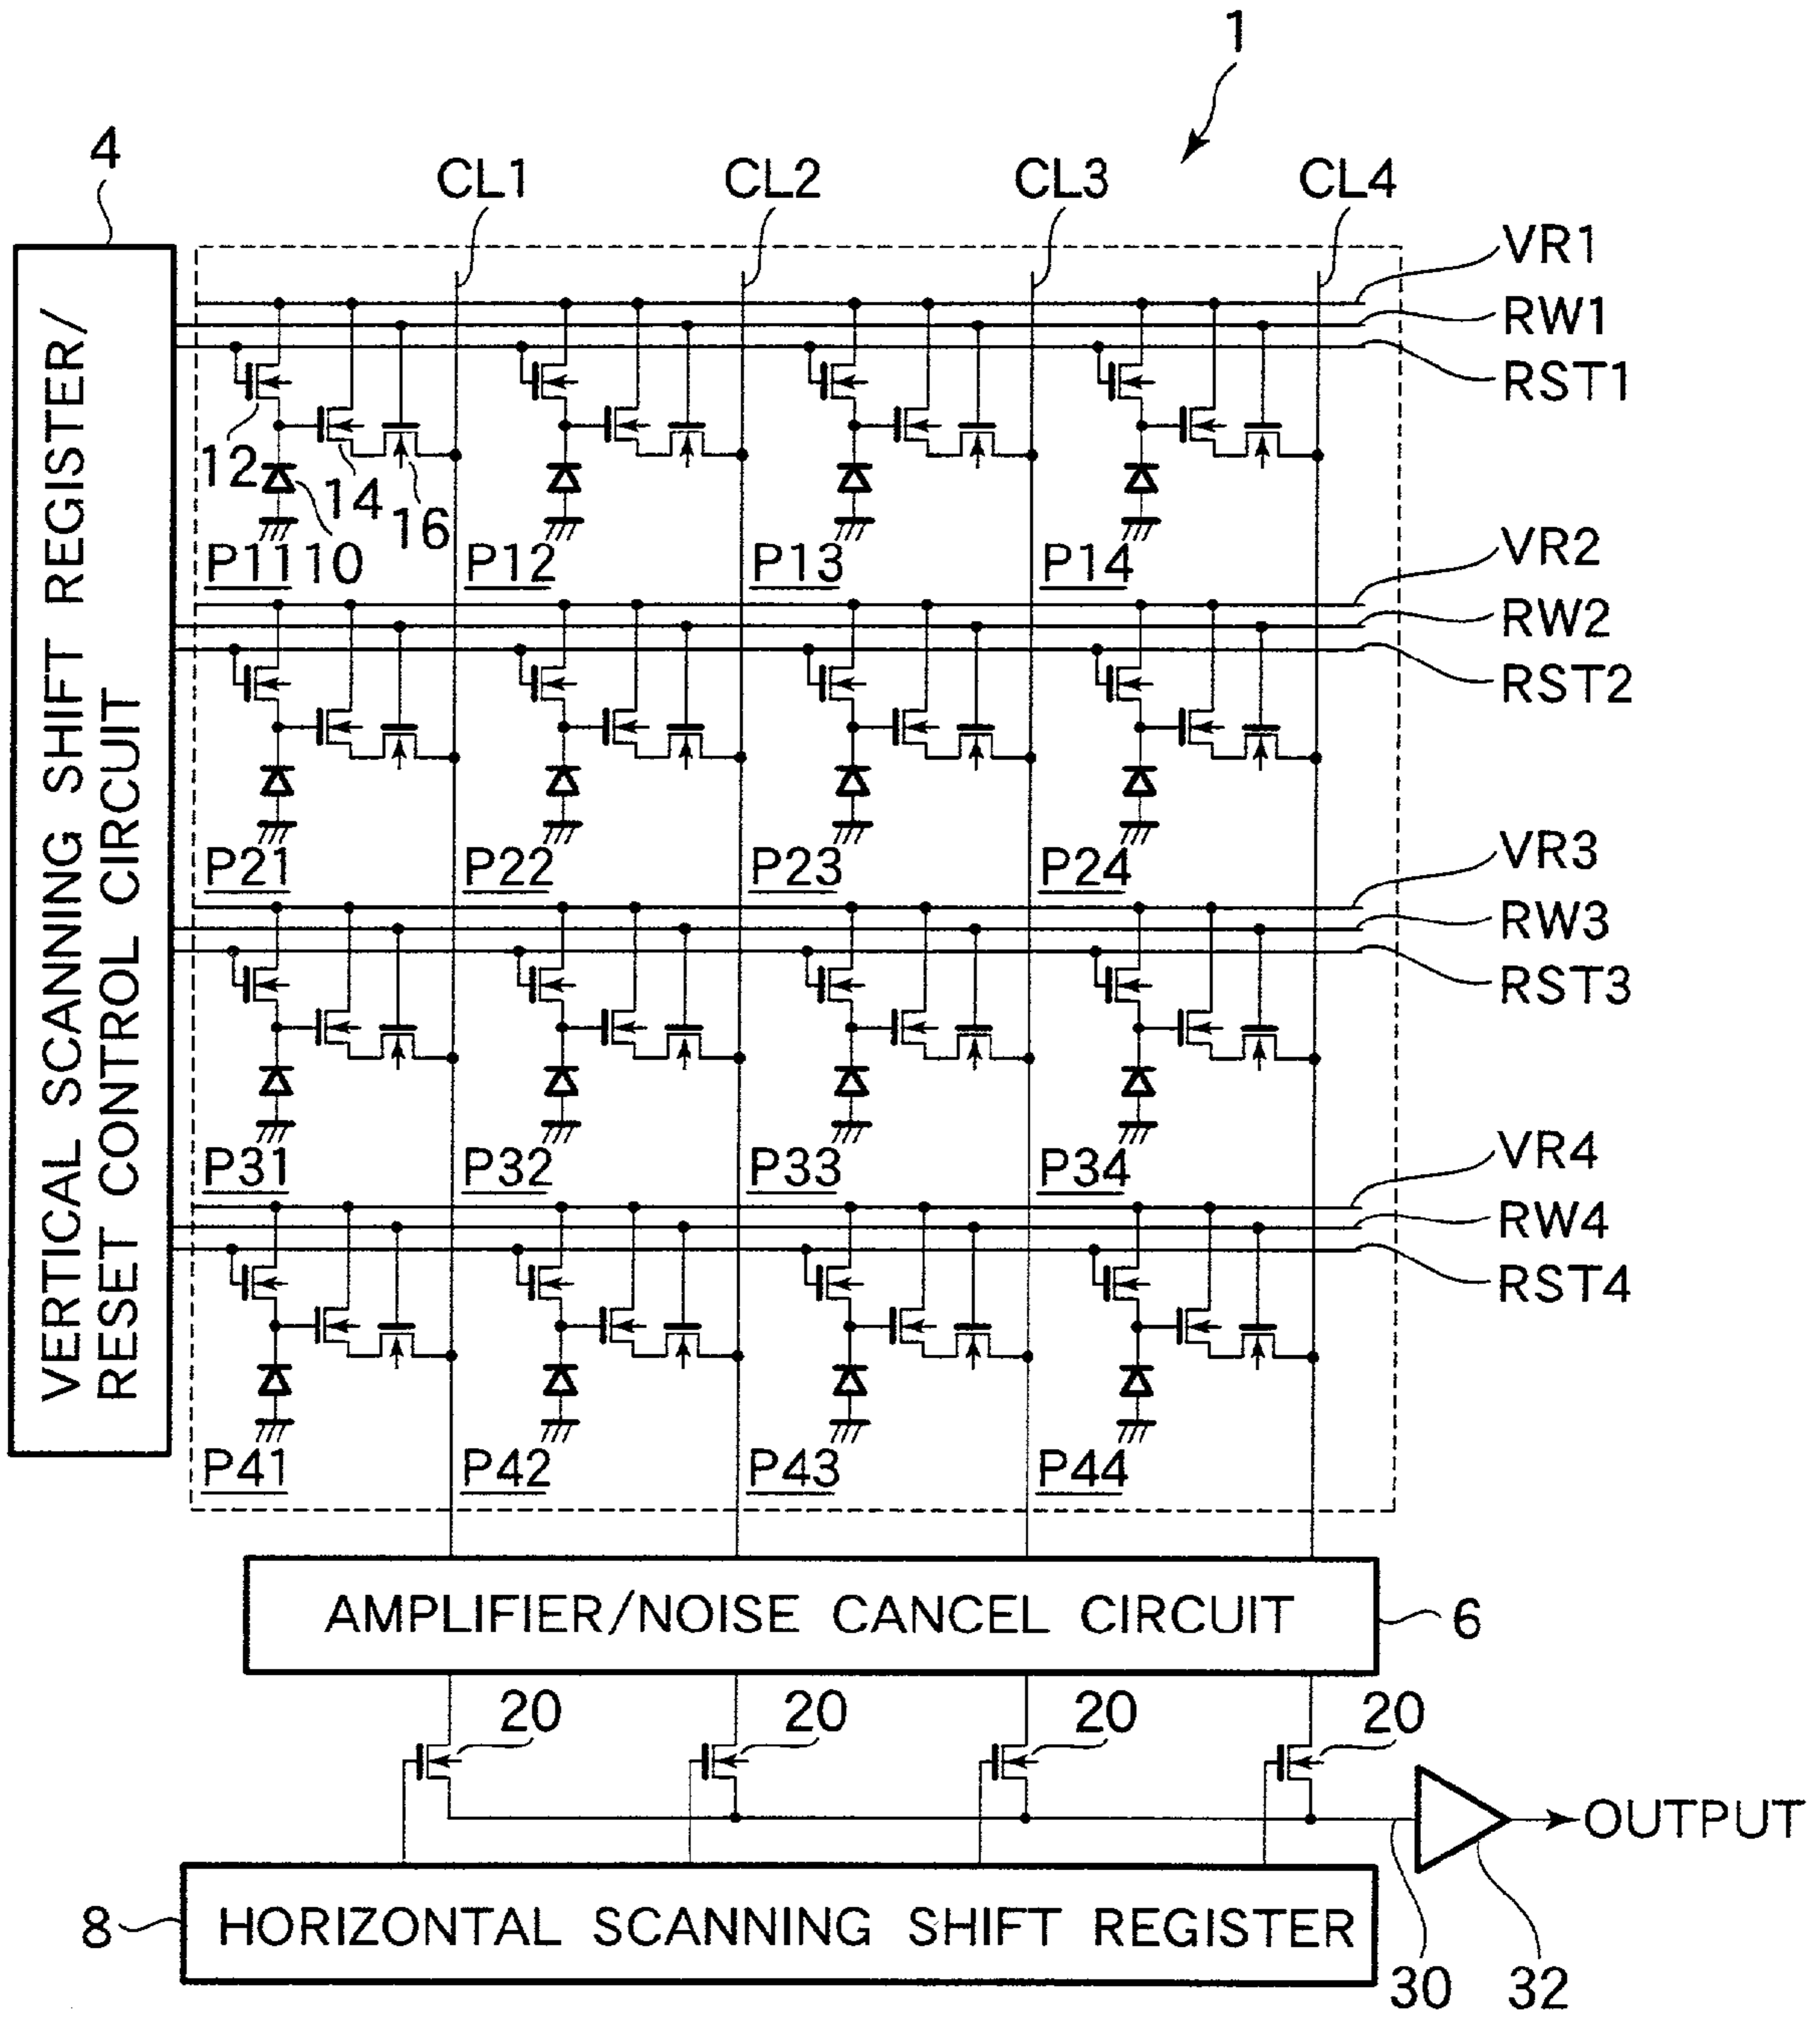 1
4
CL1 CL2 CL3 CL4
VR1
RW1
RST1
12 14 16
P11 10 P12 P13 P14
VR2
RW2
RST2
P21 P22 P23 P24
VR3
RW3
RST3
P31 P32 P33 P34
VR4
RW4
RST4
P41 P42 P43 P44
VERTICAL SCANNING SHIFT REGISTER/
RESET CONTROL CIRCUIT
AMPLIFIER/NOISE CANCEL CIRCUIT
6
20 20 20 20
OUTPUT
8
HORIZONTAL SCANNING SHIFT REGISTER
30 32